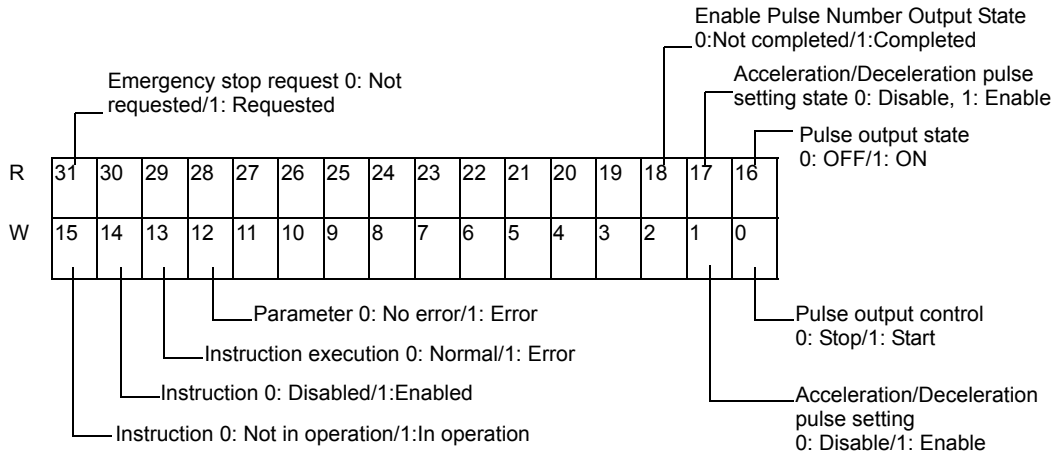 Enable Pulse Number Output State
0:Not completed/1:Completed
Emergency stop request 0: Not
requested/1: Requested
Acceleration/Deceleration pulse
setting state 0: Disable, 1: Enable
Pulse output state
0: OFF/1: ON
R 31 30 29 28 27 26 25 24 23 22 21 20 19 18 17 16
W 15 14 13 12 11 10 9 8 7 6 5 4 3 2 1 0
Parameter 0: No error/1: Error
Instruction execution 0: Normal/1: Error
Instruction 0: Disabled/1:Enabled
Instruction 0: Not in operation/1:In operation
Pulse output control
0: Stop/1: Start
Acceleration/Deceleration
pulse setting
0: Disable/1: Enable